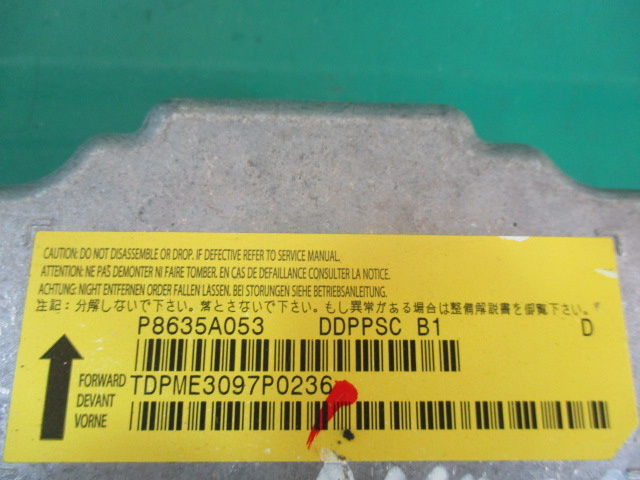 CAUTION: DO NOT DISASSEMBLE OR DROP. IF DEFECTIVE REFER TO SERVICE MANUAL.
ATTENTION: NE PAS DEMONTER NI FAIRE TOMBER. EN CAS DE DEFAILLANCE CONSULTER LA NOTICE.
ACHTUNG: NIGHT ENTFERNEN ORDER FALLEN LASSEN. BEI STORUNGEN SIEHE BETRIEBSANLEITUNG.
注記：分解しないで下さい。落とさないで下さい。もし異常がある場合は整備解説書を御覧下さい。
P8635A053 DDPPSC B1 D
FORWARD TDPME3097P0236
DEVANT
VORNE